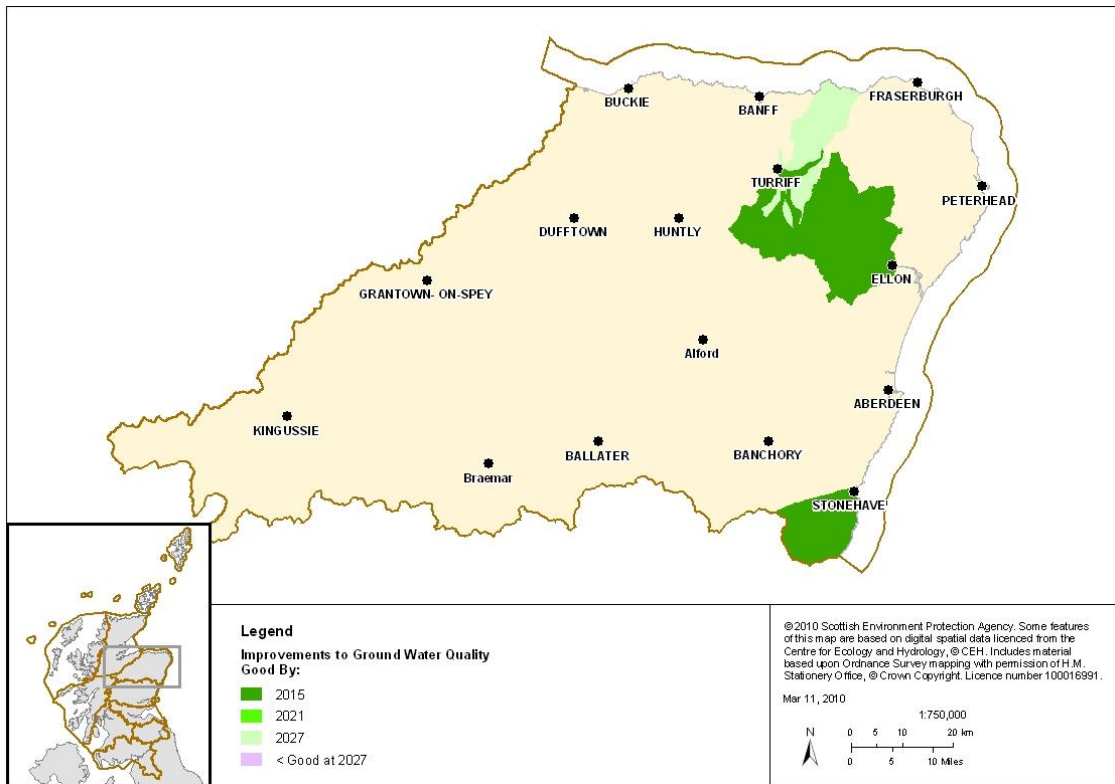 BUCKIE
BANFF
FRASERBURGH
TURRIFF
PETERHEAD
DUFFTOWN
HUNTLY
ELLON
GRANTOWN- ON-SPEY
Alford
ABERDEEN
KINGUSSIE
BALLATER
BANCHORY
Braemar
STONEHAVE
Legend
Improvements to Ground Water Quality
Good By:
2015
2021
2027
< Good at 2027
©2010 Scottish Environment Protection Agency. Some features
of this map are based on digital spatial data licenced from the
Centre for Ecology and Hydrology, © CEH. Includes material
based upon Ordnance Survey mapping with permission of H.M.
Stationery Office, © Crown Copyright. Licence number 100016991.
Mar 11, 2010
1:750,000
N
0 5 10 20 km
0 5 10 Miles